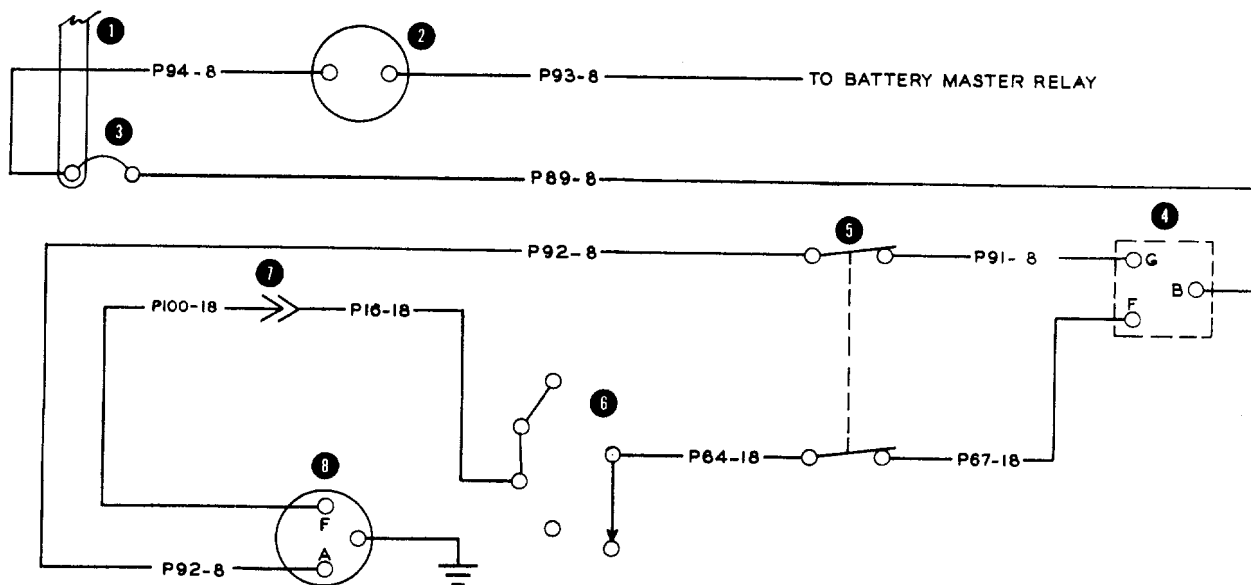 1
2
P94-8
P93-8
TO BATTERY MASTER RELAY
3
P89-8
4
5
P92-8
P91-8
G
B
F
7
P100-18
P16-18
6
P64-18
P67-18
8
F
A
P92-8